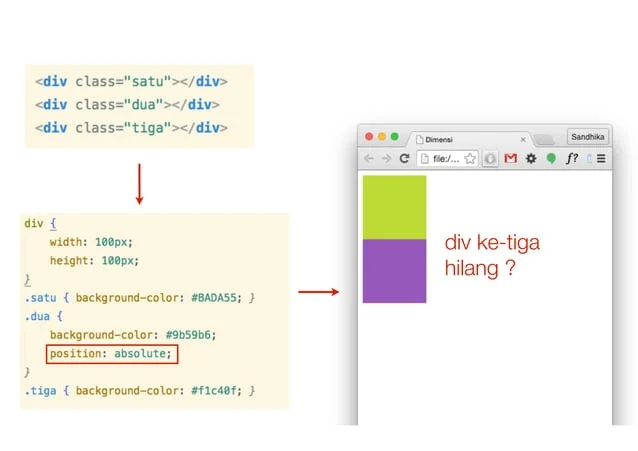 <div class="satu"></div>
<div class="dua"></div>
<div class="tiga"></div>
div {
width: 100px;
height: 100px;
}
.satu { background-color: #BADA55; }
.dua {
background-color: #9b59b6;
position: absolute;
}
.tiga { background-color: #f1c40f; }
Dimensi
Sandhika
file:/...
f?
div ke-tiga
hilang ?